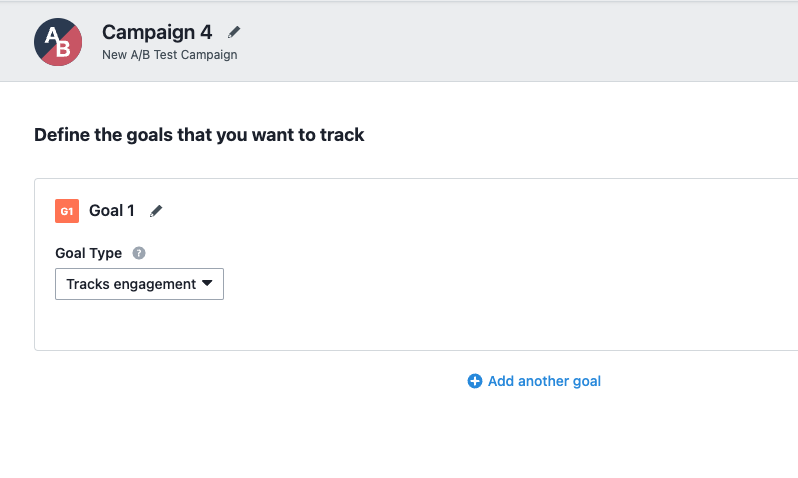 AB
Campaign 4
New A/B Test Campaign
Define the goals that you want to track
G1 Goal 1
Goal Type ?
Tracks engagement
Add another goal